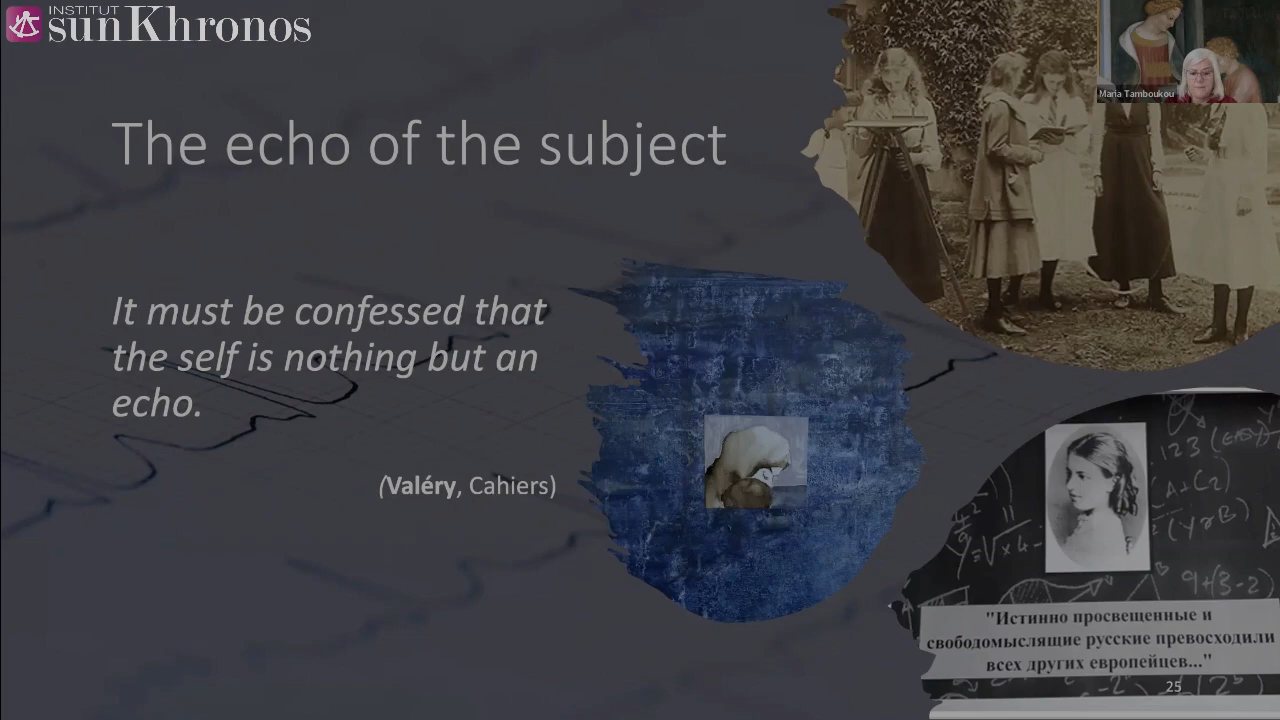 INSTITUT
sunKhronos
Maria Tamboukou
The echo of the subject
It must be confessed that
the self is nothing but an
echo.
(Valéry, Cahiers)
"Истинно просвещенные и
свободомыслящие русские превосходили
всех других европейцев..."
25